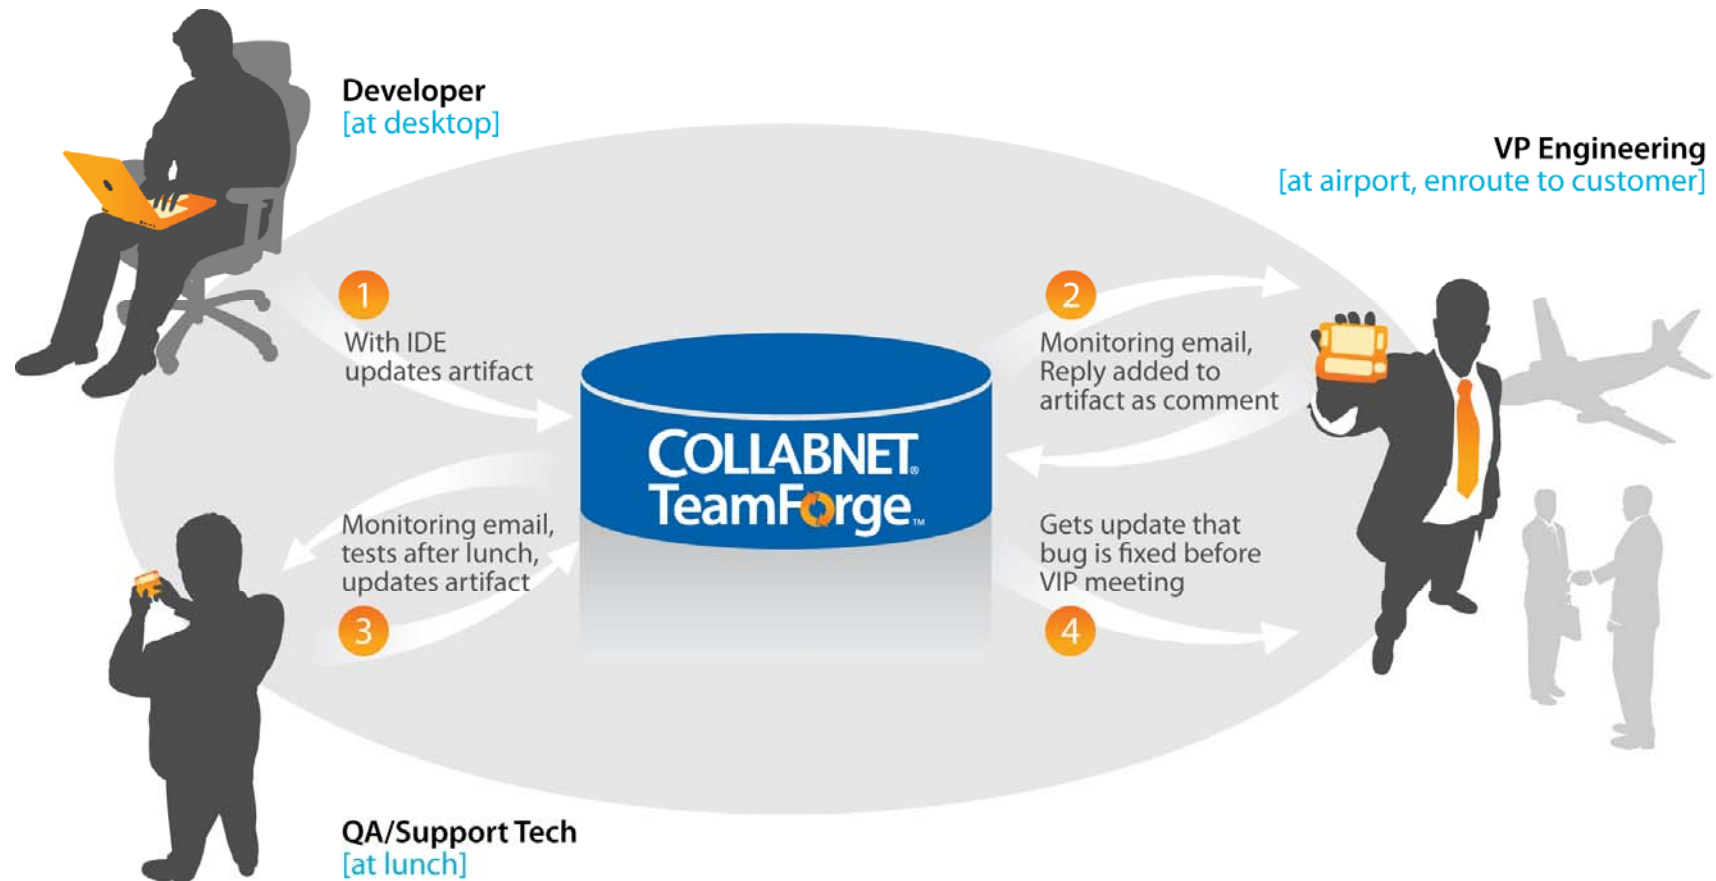 Developer
[at desktop]
VP Engineering
[at airport, enroute to customer]
1
With IDE
updates artifact
2
Monitoring email,
Reply added to
artifact as comment
COLLABNET®
TeamForge™
Monitoring email,
tests after lunch,
updates artifact
3
Gets update that
bug is fixed before
VIP meeting
4
QA/Support Tech
[at lunch]